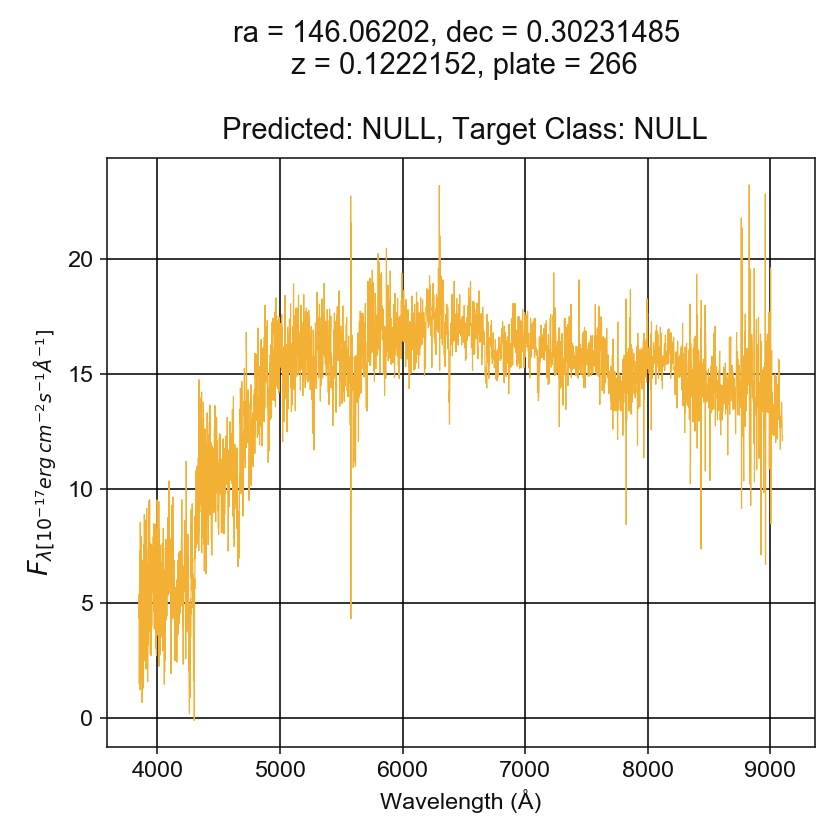 ra = 146.06202, dec = 0.30231485
z = 0.1222152, plate = 266
Predicted: NULL, Target Class: NULL
20
15
10
5
0
F_{λ[10^{−17} erg cm^{−2} s^{−1} Å^{−1}]}
4000 5000 6000 7000 8000 9000
Wavelength (Å)